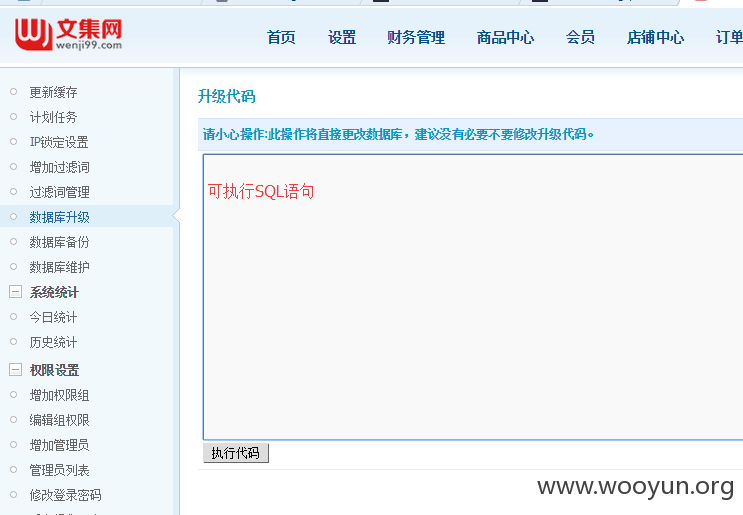 文集网
wenji99.com
首页 设置 财务管理 商品中心 会员 店铺中心 订单
更新缓存
计划任务
IP锁定设置
增加过滤词
过滤词管理
数据库升级
数据库备份
数据库维护
系统统计
今日统计
历史统计
权限设置
增加权限组
编辑组权限
增加管理员
管理员列表
修改登录密码
升级代码
请小心操作:此操作将直接更改数据库，建议没有必要不要修改升级代码。
可执行SQL语句
执行代码
www.wooyun.org